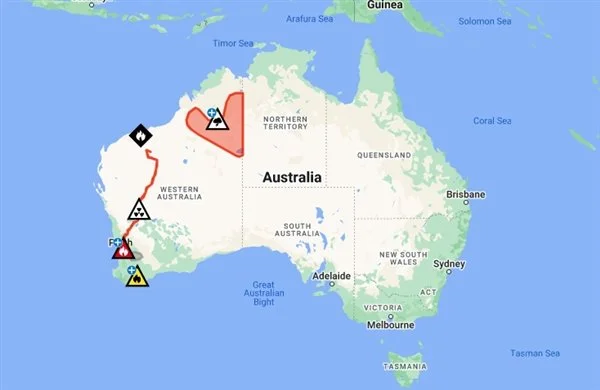 Guinea
Arafura Sea
Solomon Sea
Timor Sea
NORTHERN
TERRITORY
Coral Sea
QUEENSLAND
Australia
WESTERN
AUSTRALIA
Brisbane
SOUTH
AUSTRALIA
NEW SOUTH
WALES
Great
Australian
Bight
Adelaide
Sydney
ACT
VICTORIA
Melbourne
Tasman Sea
TASMANIA